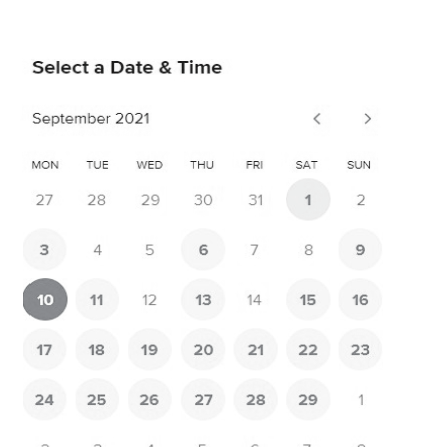 Select a Date & Time
September 2021
MON TUE WED THU FRI SAT SUN
27 28 29 30 31 1 2
3 4 5 6 7 8 9
10 11 12 13 14 15 16
17 18 19 20 21 22 23
24 25 26 27 28 29 1